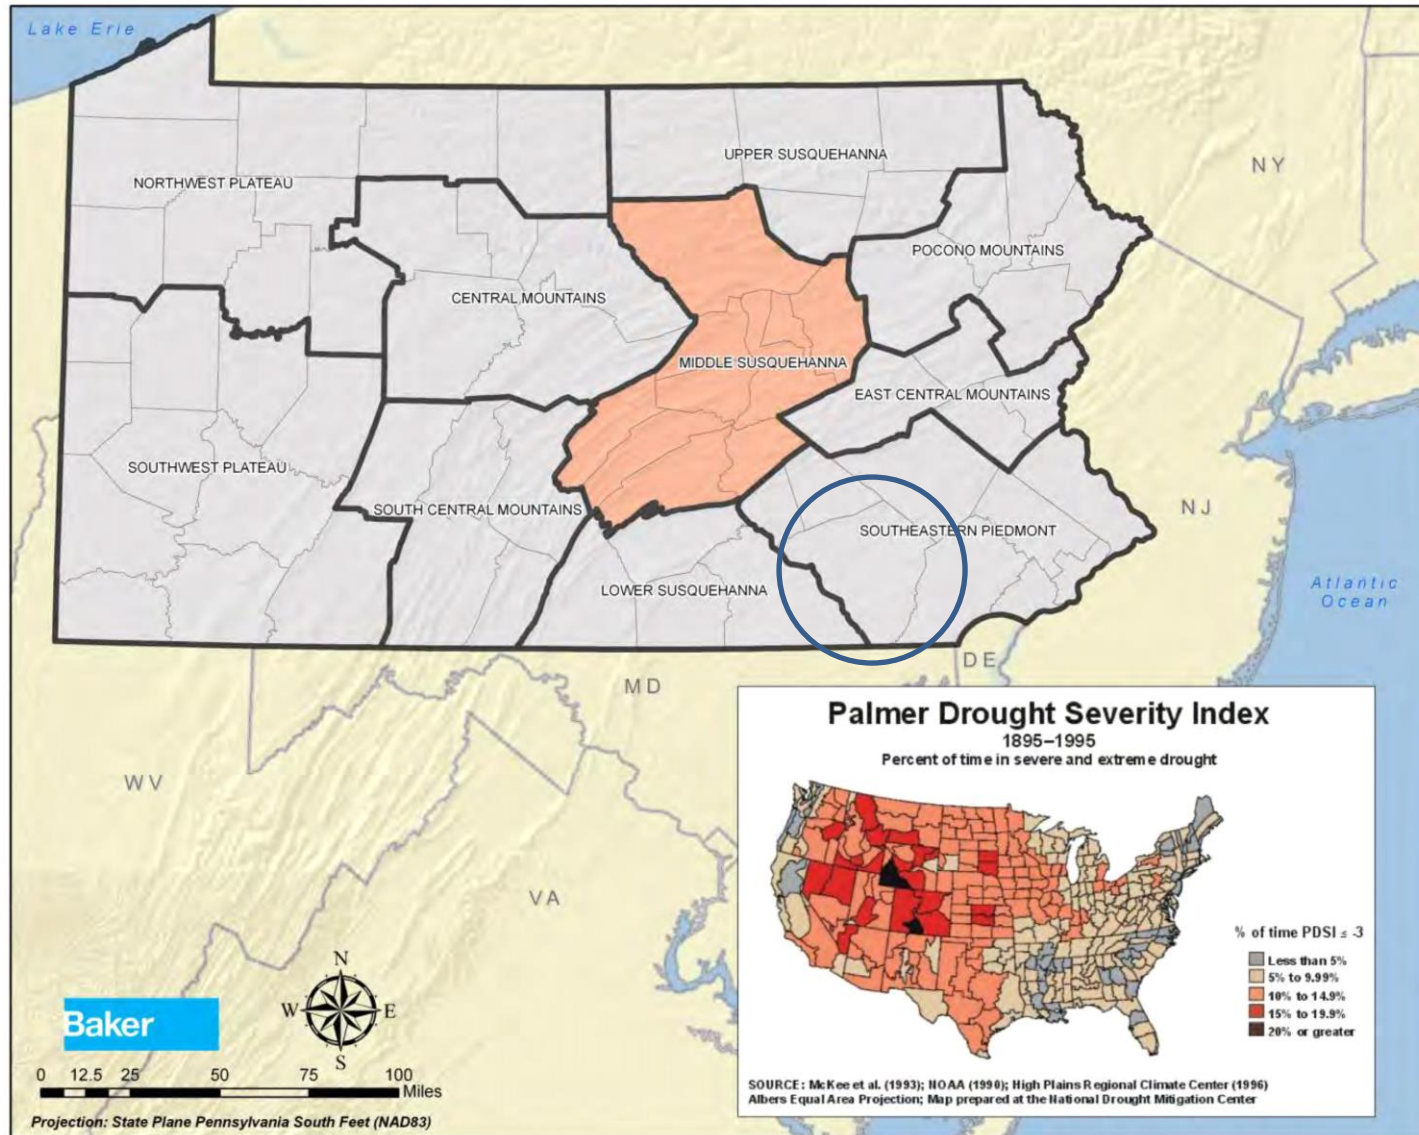 Lake Erie
NY
UPPER SUSQUEHANNA
NORTHWEST PLATEAU
POCONO MOUNTAINS
CENTRAL MOUNTAINS
MIDDLE SUSQUEHANNA
EAST CENTRAL MOUNTAINS
SOUTHWEST PLATEAU
SOUTH CENTRAL MOUNTAINS
NJ
SOUTHEASTERN PIEDMONT
LOWER SUSQUEHANNA
Atlantic
Ocean
DE
MD
WV
VA
Palmer Drought Severity Index
1895–1995
Percent of time in severe and extreme drought
% of time PDSI ≤ -3
Less than 5%
5% to 9.99%
10% to 14.9%
15% to 19.9%
20% or greater
SOURCE: McKee et al. (1993); NOAA (1990); High Plains Regional Climate Center (1996)
Albers Equal Area Projection; Map prepared at the National Drought Mitigation Center
N
W E
S
Baker
0 12.5 25 50 75 100
Miles
Projection: State Plane Pennsylvania South Feet (NAD83)